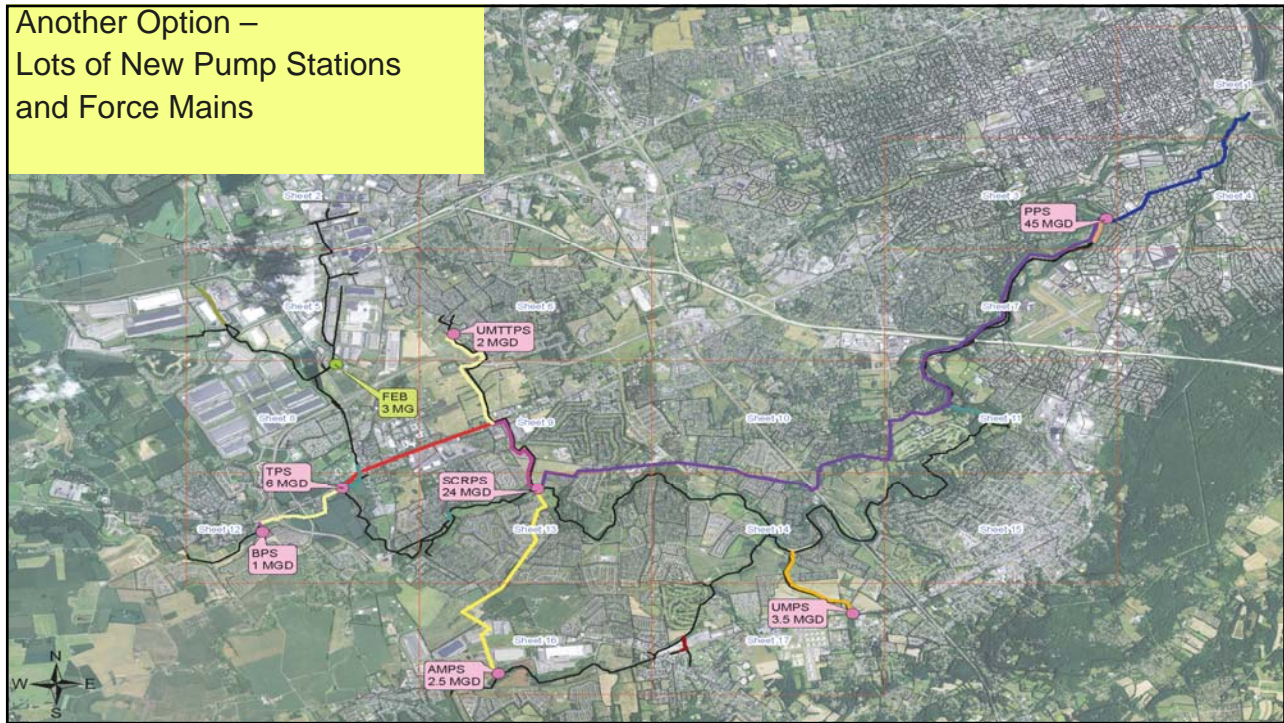 Another Option –
Lots of New Pump Stations
and Force Mains
Sheet 1
Sheet 2
Sheet 3
Sheet 4
PPS
45 MGD
Sheet 5
Sheet 6
Sheet 7
UMTTPS
2 MGD
FEB
3 MG
Sheet 8
Sheet 9
Sheet 10
Sheet 11
TPS
6 MGD
SCRPS
24 MGD
Sheet 12
Sheet 13
Sheet 14
Sheet 15
BPS
1 MGD
UMPS
3.5 MGD
Sheet 16
Sheet 17
AMPS
2.5 MGD
N
W
E
S